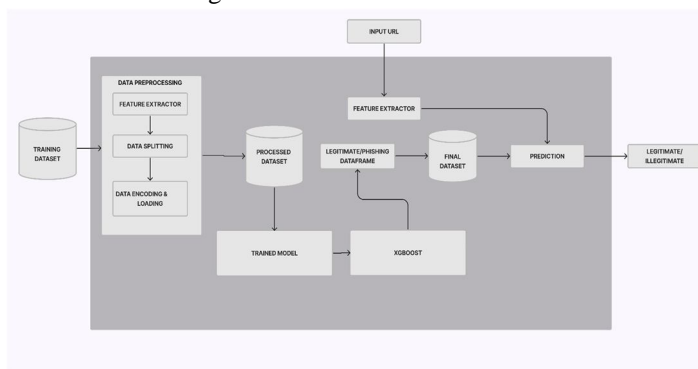 INPUT URL
DATA PREPROCESSING
FEATURE EXTRACTOR
DATA SPLITTING
DATA ENCODING &
LOADING
TRAINING
DATASET
PROCESSED
DATASET
FEATURE EXTRACTOR
LEGITIMATE/PHISHING
DATAFRAME
FINAL
DATASET
PREDICTION
LEGITIMATE/
ILLEGITIMATE
TRAINED MODEL
XGBOOST